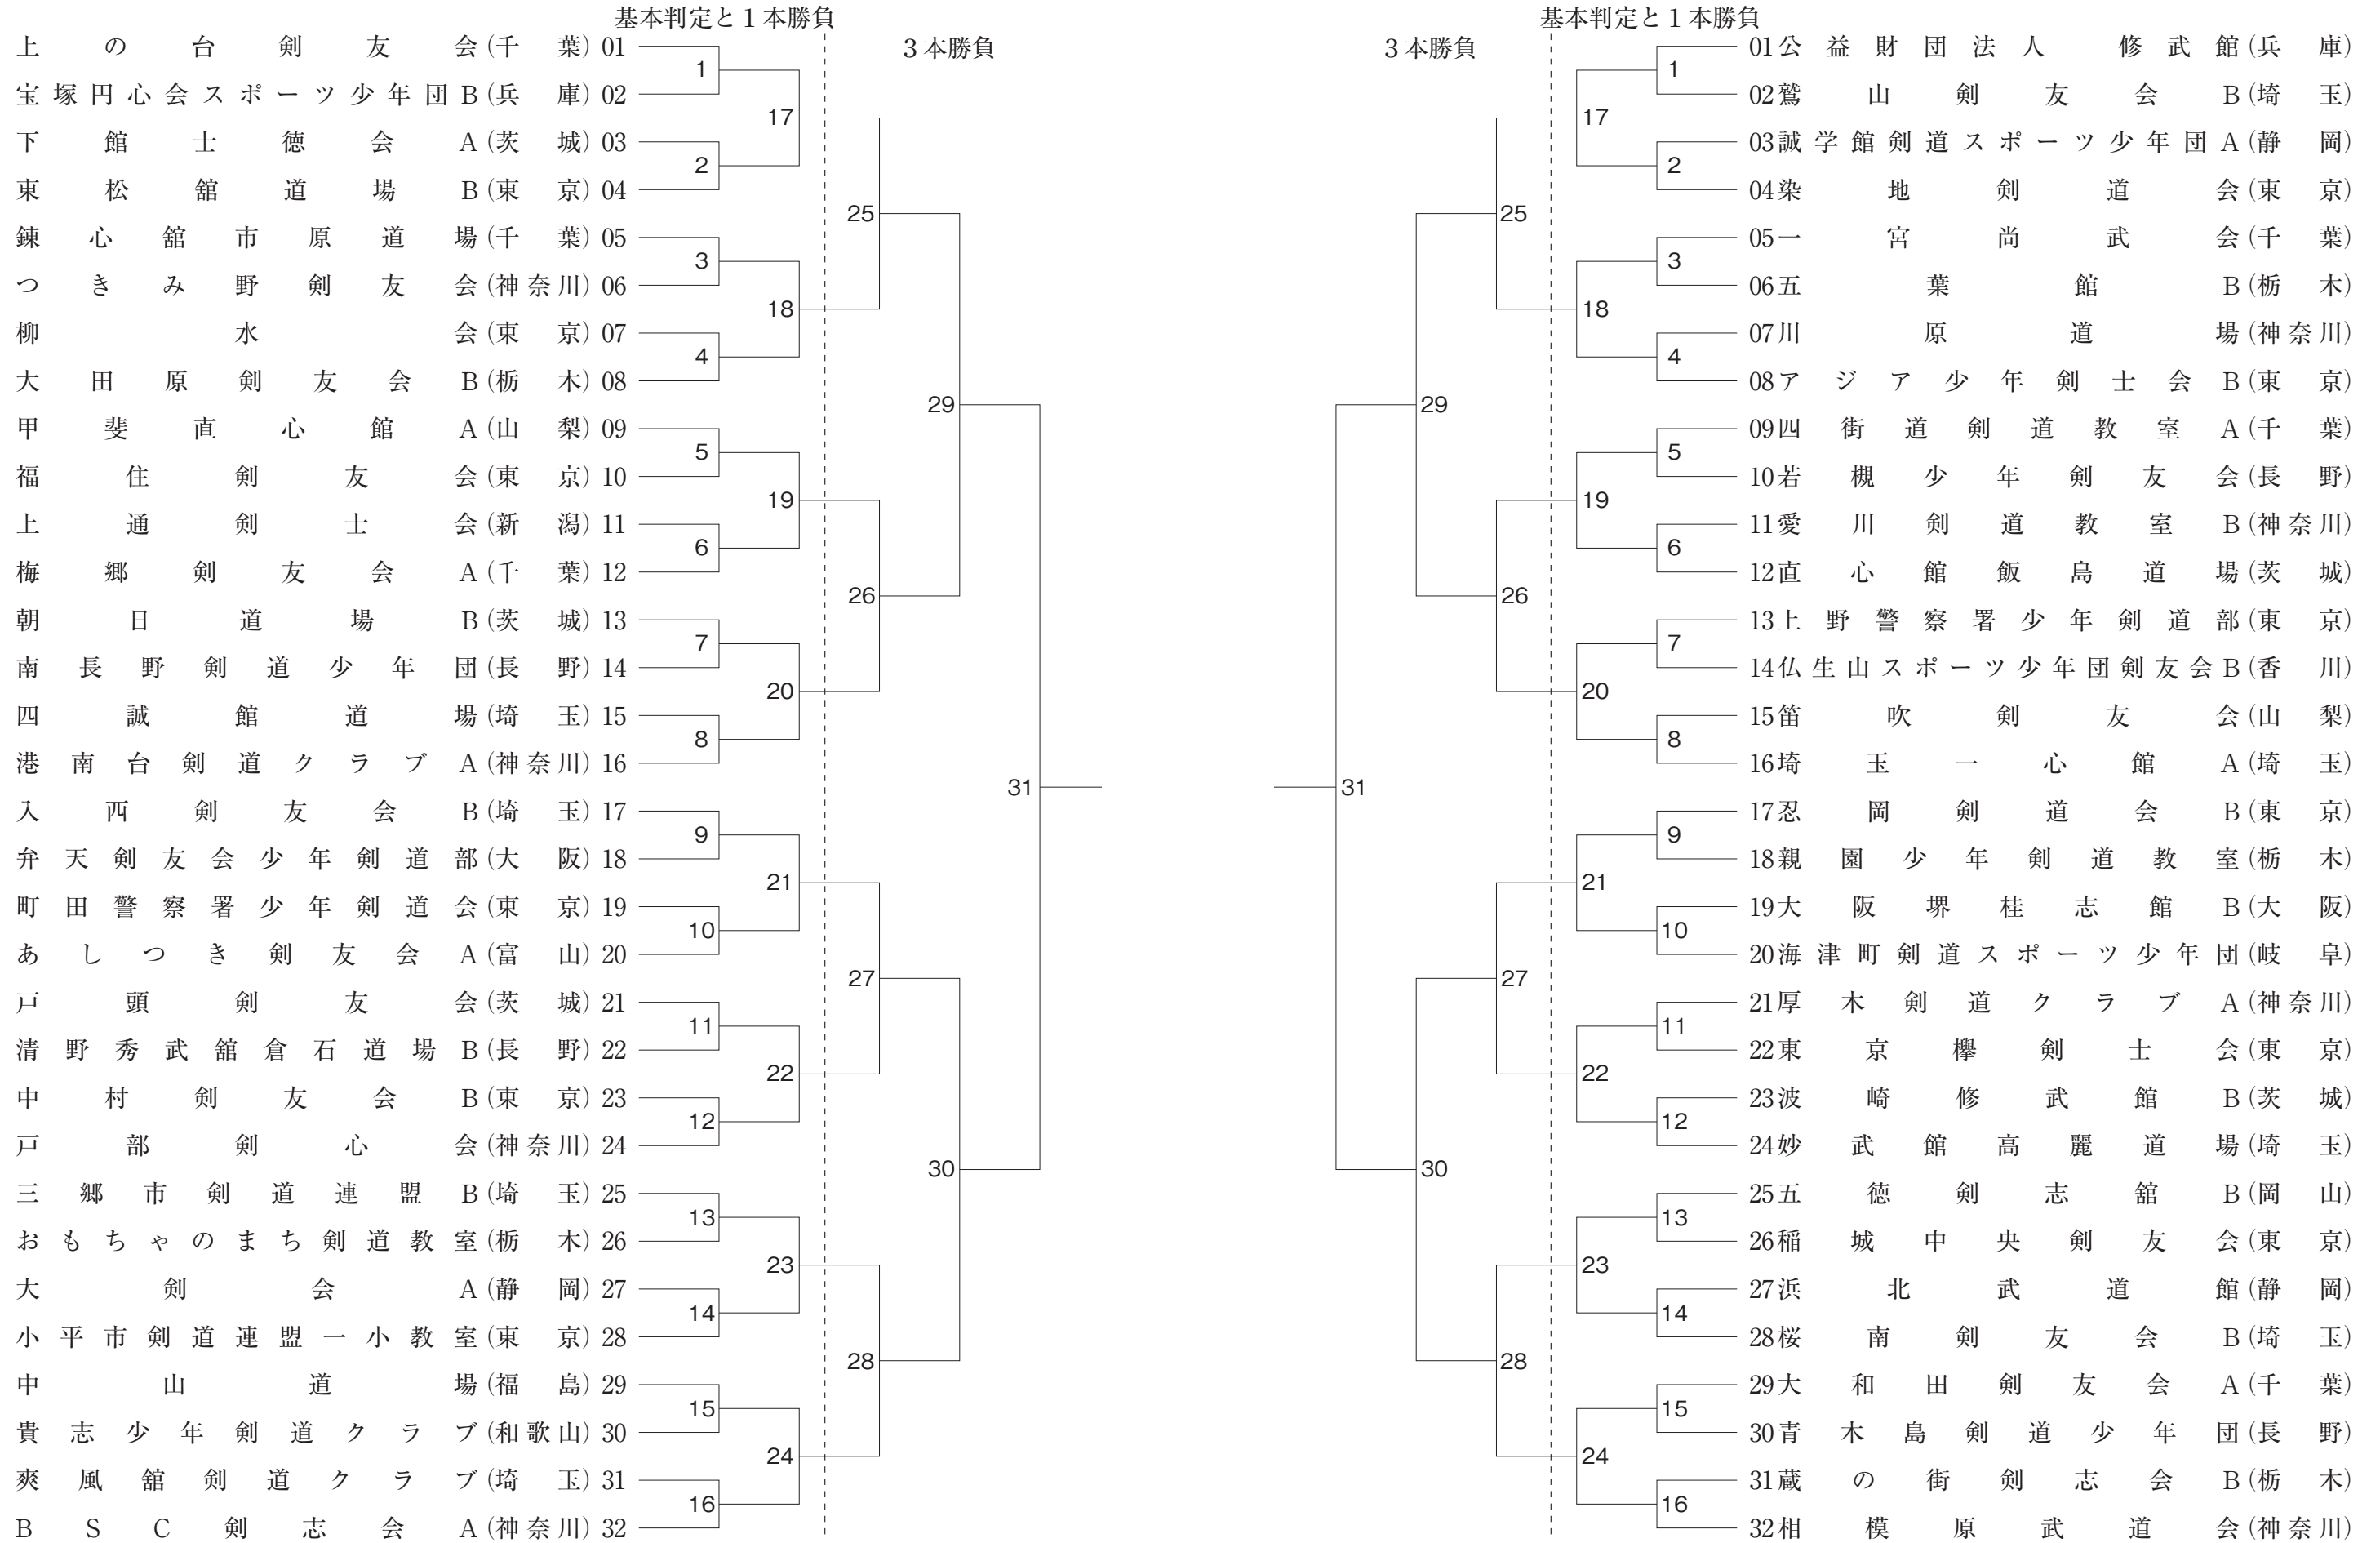 基本判定と１本勝負
３本勝負
上の台剣友会(千葉) 01
宝塚円心会スポーツ少年団B(兵庫) 02
下館士徳会A(茨城) 03
東松舘道場B(東京) 04
錬心舘市原道場(千葉) 05
つきみ野剣友会(神奈川) 06
柳水会(東京) 07
大田原剣友会B(栃木) 08
甲斐直心館A(山梨) 09
福住剣友会(東京) 10
上通剣士会(新潟) 11
梅郷剣友会A(千葉) 12
朝日道場B(茨城) 13
南長野剣道少年団(長野) 14
四誠館道場(埼玉) 15
港南台剣道クラブA(神奈川) 16
入西剣友会B(埼玉) 17
弁天剣友会少年剣道部(大阪) 18
町田警察署少年剣道会(東京) 19
あしつき剣友会A(富山) 20
戸頭剣友会(茨城) 21
清野秀武舘倉石道場B(長野) 22
中村剣友会B(東京) 23
戸部剣心会(神奈川) 24
三郷市剣道連盟B(埼玉) 25
おもちゃのまち剣道教室(栃木) 26
大剣会A(静岡) 27
小平市剣道連盟一小教室(東京) 28
中山道場(福島) 29
貴志少年剣道クラブ(和歌山) 30
爽風舘剣道クラブ(埼玉) 31
BSC剣志会A(神奈川) 32
1
2
3
4
5
6
7
8
9
10
11
12
13
14
15
16
17
18
19
20
21
22
23
24
25
26
27
28
29
30
31
基本判定と１本勝負
３本勝負
01公益財団法人　修武館(兵庫)
02鷲山剣友会B(埼玉)
03誠学館剣道スポーツ少年団A(静岡)
04染地剣道会(東京)
05一宮尚武会(千葉)
06五葉館B(栃木)
07川原道場(神奈川)
08アジア少年剣士会B(東京)
09四街道剣道教室A(千葉)
10若槻少年剣友会(長野)
11愛川剣道教室B(神奈川)
12直心館飯島道場(茨城)
13上野警察署少年剣道部(東京)
14仏生山スポーツ少年団剣友会B(香川)
15笛吹剣友会(山梨)
16埼玉一心館A(埼玉)
17忍岡剣道会B(東京)
18親園少年剣道教室(栃木)
19大阪堺桂志館B(大阪)
20海津町剣道スポーツ少年団(岐阜)
21厚木剣道クラブA(神奈川)
22東京欅剣士会(東京)
23波崎修武館B(茨城)
24妙武館高麗道場(埼玉)
25五徳剣志舘B(岡山)
26稲城中央剣友会(東京)
27浜北武道館(静岡)
28桜南剣友会B(埼玉)
29大和田剣友会A(千葉)
30青木島剣道少年団(長野)
31蔵の街剣志会B(栃木)
32相模原武道会(神奈川)
1
2
3
4
5
6
7
8
9
10
11
12
13
14
15
16
17
18
19
20
21
22
23
24
25
26
27
28
29
30
31